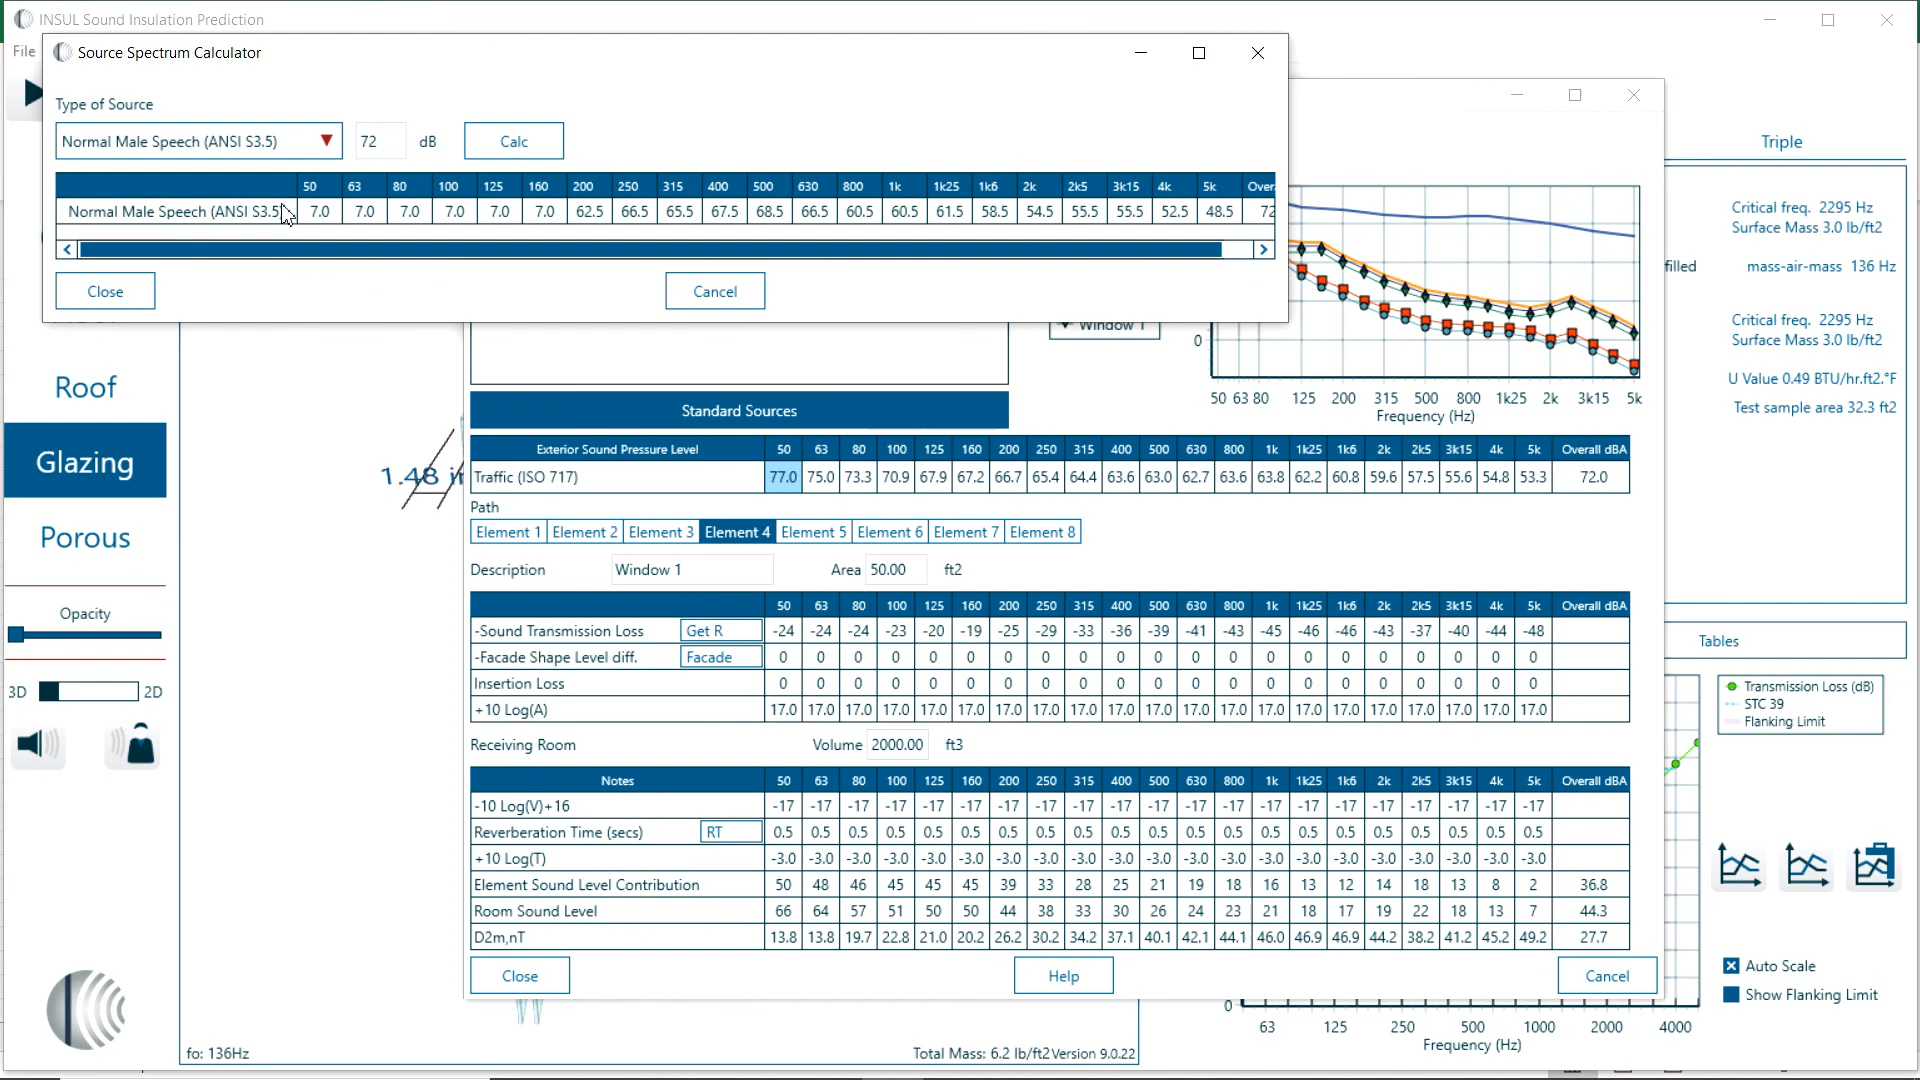 INSUL Sound Insulation Prediction
File
Source Spectrum Calculator
Type of Source
Normal Male Speech (ANSI S3.5) 72 dB Calc
50 63 80 100 125 160 200 250 315 400 500 630 800 1k 1k25 1k6 2k 2k5 3k15 4k 5k Overa
Normal Male Speech (ANSI S3.5) 7.0 7.0 7.0 7.0 7.0 7.0 62.5 66.5 65.5 67.5 68.5 66.5 60.5 60.5 61.5 58.5 54.5 55.5 55.5 52.5 48.5 72
Close Cancel
Triple
Critical freq. 2295 Hz
Surface Mass 3.0 lb/ft2
filled mass-air-mass 136 Hz
Critical freq. 2295 Hz
Surface Mass 3.0 lb/ft2
U Value 0.49 BTU/hr.ft2.°F
Test sample area 32.3 ft2
Window 1
0
50 63 80 125 200 315 500 800 1k25 2k 3k15 5k
Frequency (Hz)
Roof
Glazing
Porous
Opacity
3D 2D
1.48 in
Standard Sources
Exterior Sound Pressure Level 50 63 80 100 125 160 200 250 315 400 500 630 800 1k 1k25 1k6 2k 2k5 3k15 4k 5k Overall dBA
Traffic (ISO 717) 77.0 75.0 73.3 70.9 67.9 67.2 66.7 65.4 64.4 63.6 63.0 62.7 63.6 63.8 62.2 60.8 59.6 57.5 55.6 54.8 53.3 72.0
Path
Element 1 Element 2 Element 3 Element 4 Element 5 Element 6 Element 7 Element 8
Description Window 1 Area 50.00 ft2
50 63 80 100 125 160 200 250 315 400 500 630 800 1k 1k25 1k6 2k 2k5 3k15 4k 5k Overall dBA
-Sound Transmission Loss Get R -24 -24 -24 -23 -20 -19 -25 -29 -33 -36 -39 -41 -43 -45 -46 -46 -43 -37 -40 -44 -48
-Facade Shape Level diff. Facade 0 0 0 0 0 0 0 0 0 0 0 0 0 0 0 0 0 0 0 0 0
Insertion Loss 0 0 0 0 0 0 0 0 0 0 0 0 0 0 0 0 0 0 0 0 0
+10 Log(A) 17.0 17.0 17.0 17.0 17.0 17.0 17.0 17.0 17.0 17.0 17.0 17.0 17.0 17.0 17.0 17.0 17.0 17.0 17.0 17.0 17.0
Receiving Room Volume 2000.00 ft3
Notes 50 63 80 100 125 160 200 250 315 400 500 630 800 1k 1k25 1k6 2k 2k5 3k15 4k 5k Overall dBA
-10 Log(V)+16 -17 -17 -17 -17 -17 -17 -17 -17 -17 -17 -17 -17 -17 -17 -17 -17 -17 -17 -17 -17 -17
Reverberation Time (secs) RT 0.5 0.5 0.5 0.5 0.5 0.5 0.5 0.5 0.5 0.5 0.5 0.5 0.5 0.5 0.5 0.5 0.5 0.5 0.5 0.5 0.5
+10 Log(T) -3.0 -3.0 -3.0 -3.0 -3.0 -3.0 -3.0 -3.0 -3.0 -3.0 -3.0 -3.0 -3.0 -3.0 -3.0 -3.0 -3.0 -3.0 -3.0 -3.0 -3.0
Element Sound Level Contribution 50 48 46 45 45 45 39 33 28 25 21 19 18 16 13 12 14 18 13 8 2 36.8
Room Sound Level 66 64 57 51 50 50 44 38 33 30 26 24 23 21 18 17 19 22 18 13 7 44.3
D2m,nT 13.8 13.8 19.7 22.8 21.0 20.2 26.2 30.2 34.2 37.1 40.1 42.1 44.1 46.0 46.9 46.9 44.2 38.2 41.2 45.2 49.2 27.7
Close Help Cancel
Tables
Transmission Loss (dB)
STC 39
Flanking Limit
Auto Scale
Show Flanking Limit
0
63 125 250 500 1000 2000 4000
Frequency (Hz)
fo: 136Hz
Total Mass: 6.2 lb/ft2Version 9.0.22